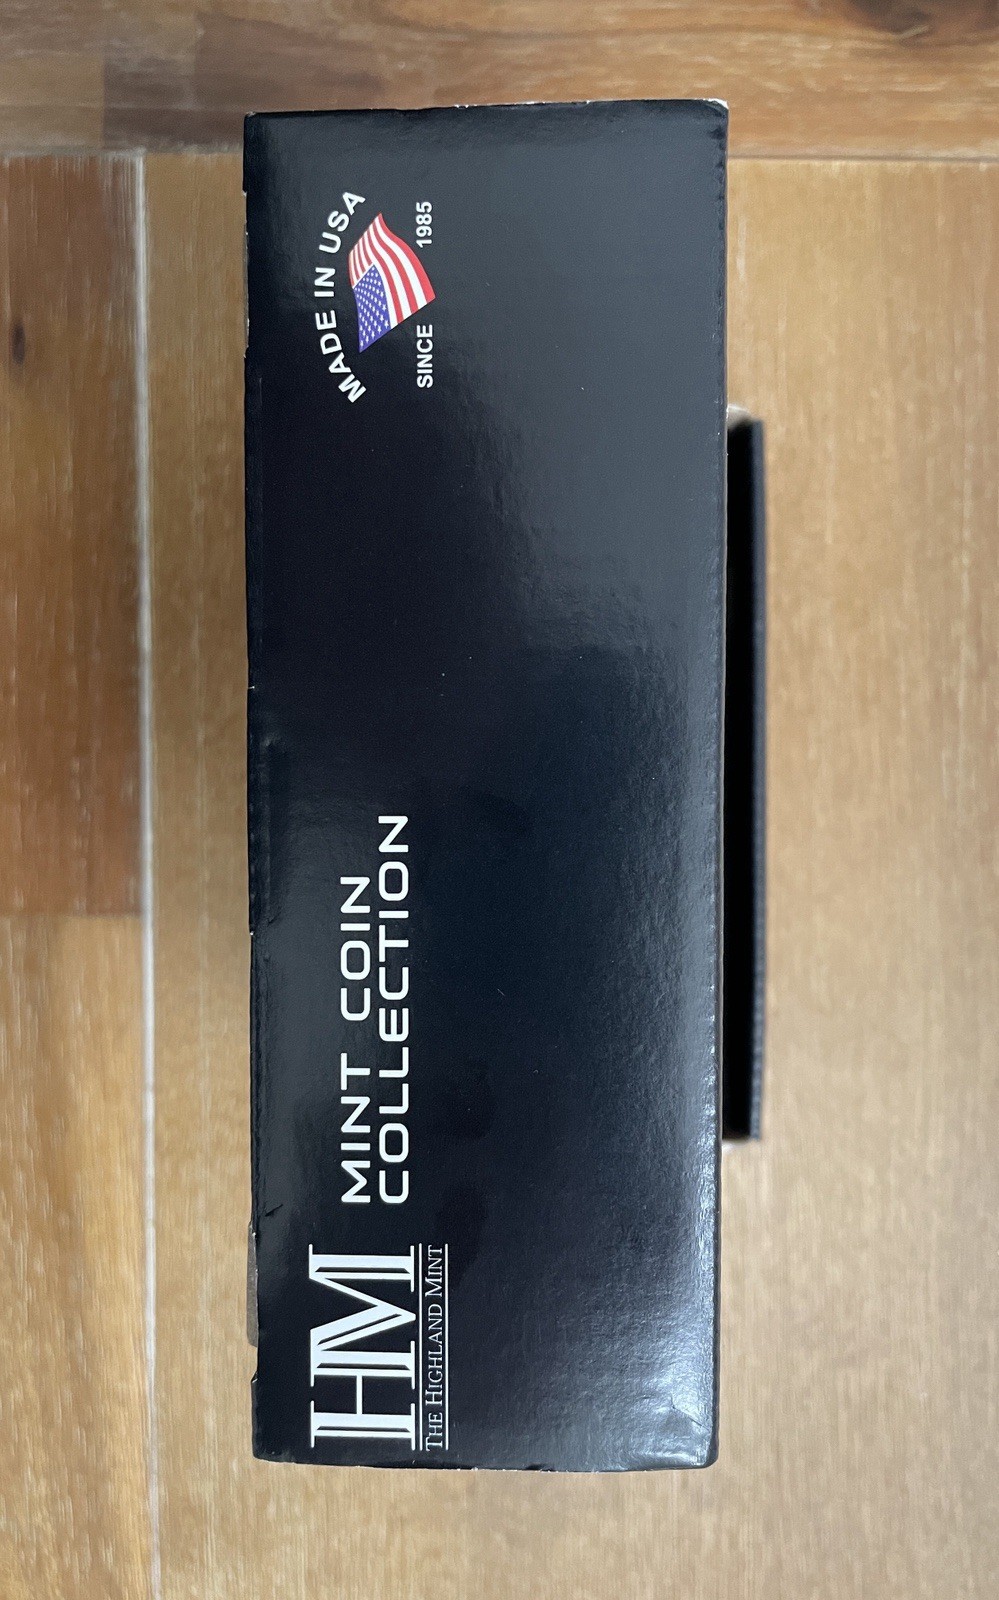 HM
THE HIGHLAND MINT
MINT COIN
COLLECTION
MADE IN USA
SINCE 1985